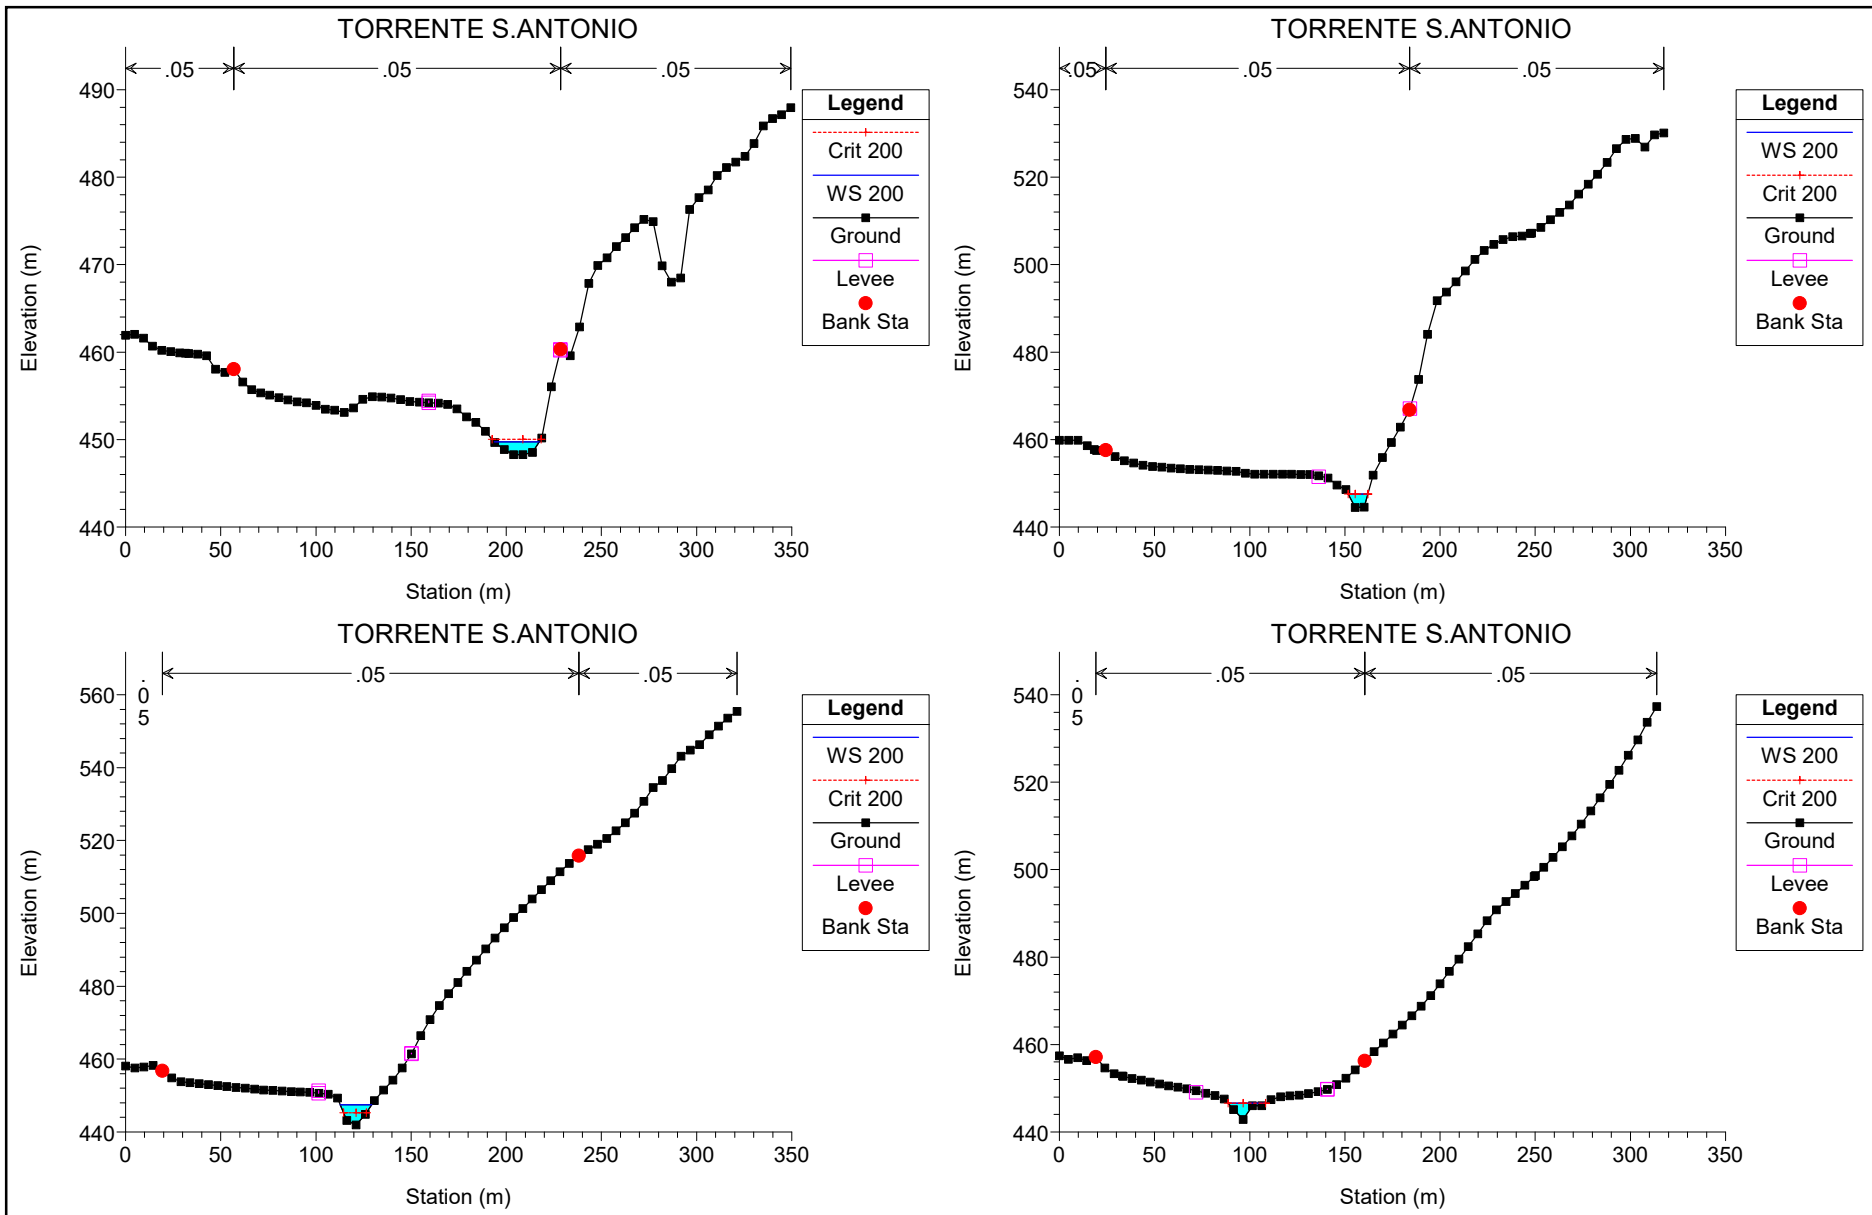 TORRENTE S.ANTONIO
.05 .05 .05
490
480
470
460
450
440
Elevation (m)
0 50 100 150 200 250 300 350
Station (m)
Legend
Crit 200
WS 200
Ground
Levee
Bank Sta
TORRENTE S.ANTONIO
.05 .05 .05
540
520
500
480
460
440
Elevation (m)
0 50 100 150 200 250 300 350
Station (m)
Legend
WS 200
Crit 200
Ground
Levee
Bank Sta
TORRENTE S.ANTONIO
.05 .05 .05
560
540
520
500
480
460
440
Elevation (m)
0 50 100 150 200 250 300 350
Station (m)
Legend
WS 200
Crit 200
Ground
Levee
Bank Sta
TORRENTE S.ANTONIO
.05 .05 .05
540
520
500
480
460
440
Elevation (m)
0 50 100 150 200 250 300 350
Station (m)
Legend
WS 200
Crit 200
Ground
Levee
Bank Sta